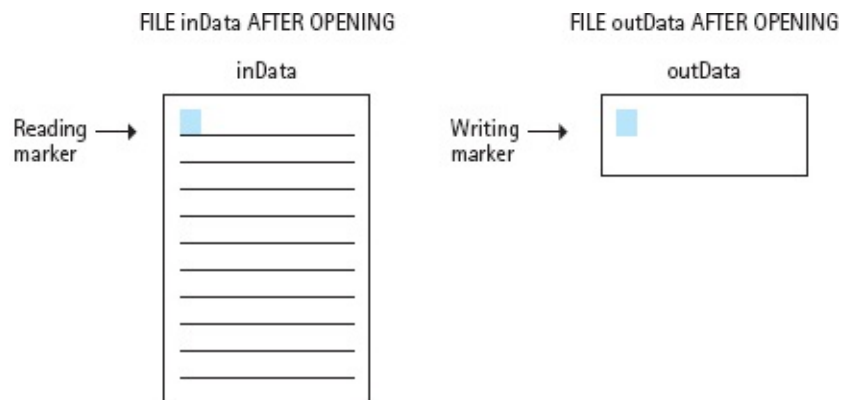 FILE inData AFTER OPENING
inData
Reading
marker
FILE outData AFTER OPENING
outData
Writing
marker